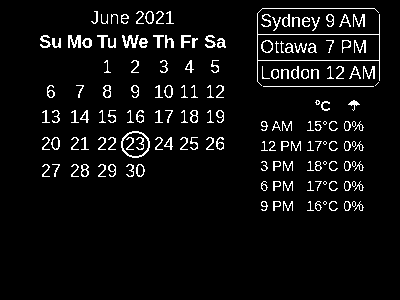 June 2021
Su Mo Tu We Th Fr Sa
1 2 3 4 5
6 7 8 9 10 11 12
13 14 15 16 17 18 19
20 21 22 23 24 25 26
27 28 29 30
Sydney 9 AM
Ottawa 7 PM
London 12 AM
°C ☂
9 AM 15°C 0%
12 PM 17°C 0%
3 PM 18°C 0%
6 PM 17°C 0%
9 PM 16°C 0%